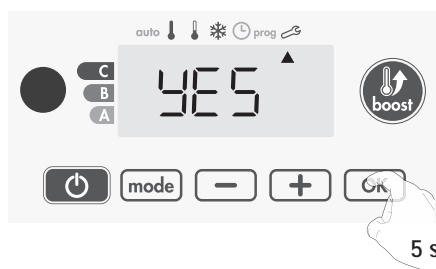 auto prog
C
B
A
YES
boost
mode - + OK
5 s